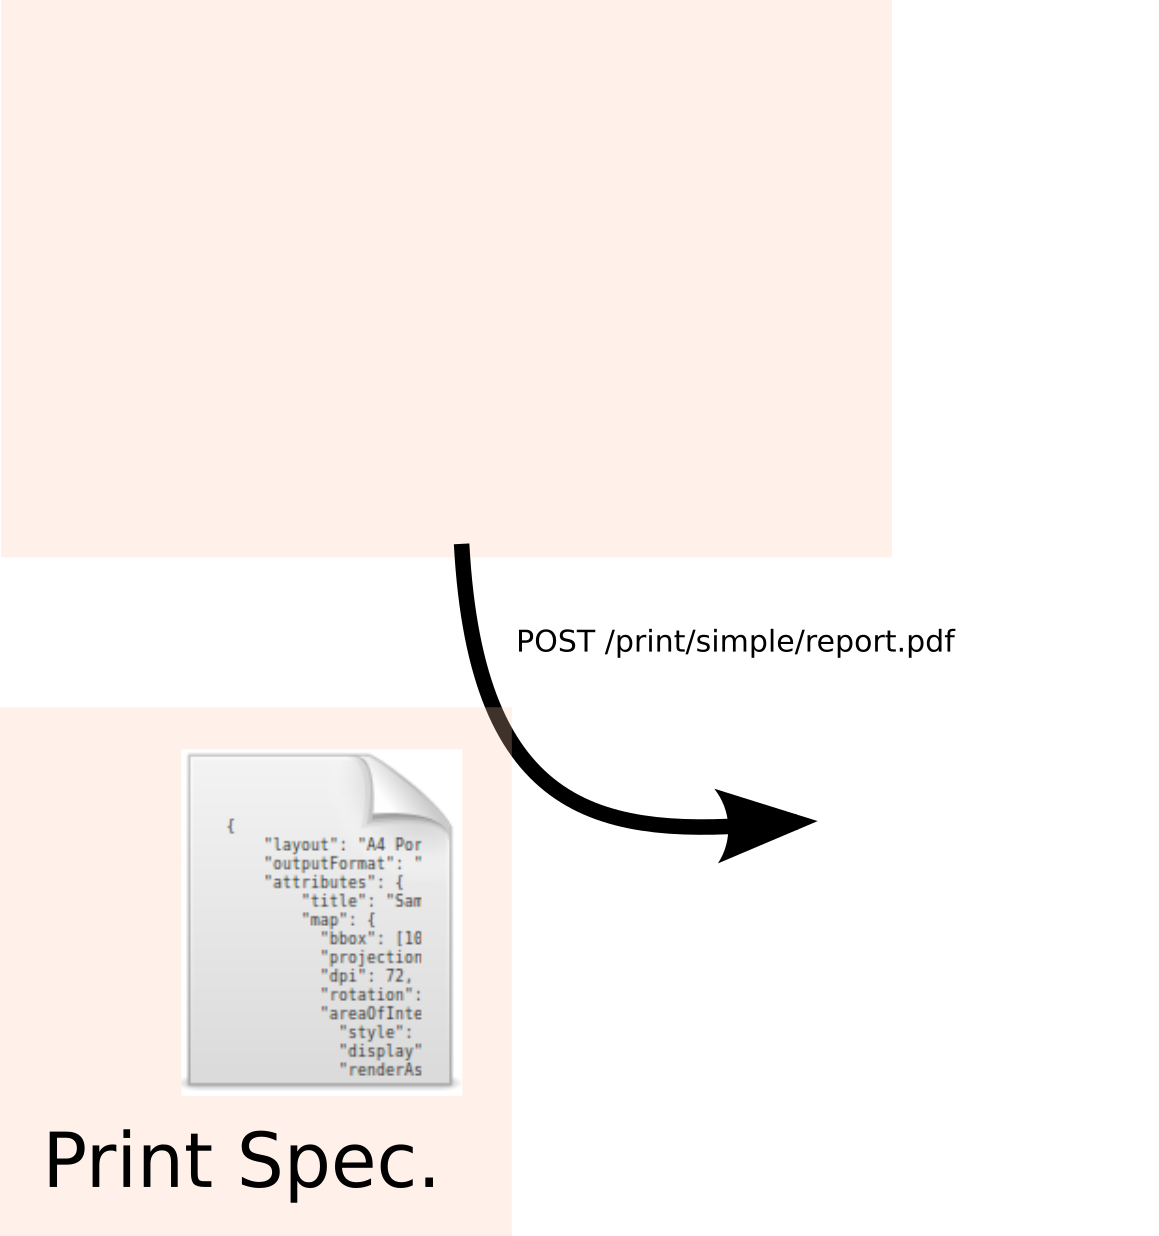 POST /print/simple/report.pdf
{
"layout": "A4 Por
"outputFormat": "
"attributes": {
"title": "Sam
"map": {
"bbox": [10
"projection
"dpi": 72,
"rotation":
"areaOfInte
"style":
"display"
"renderAs
Print Spec.